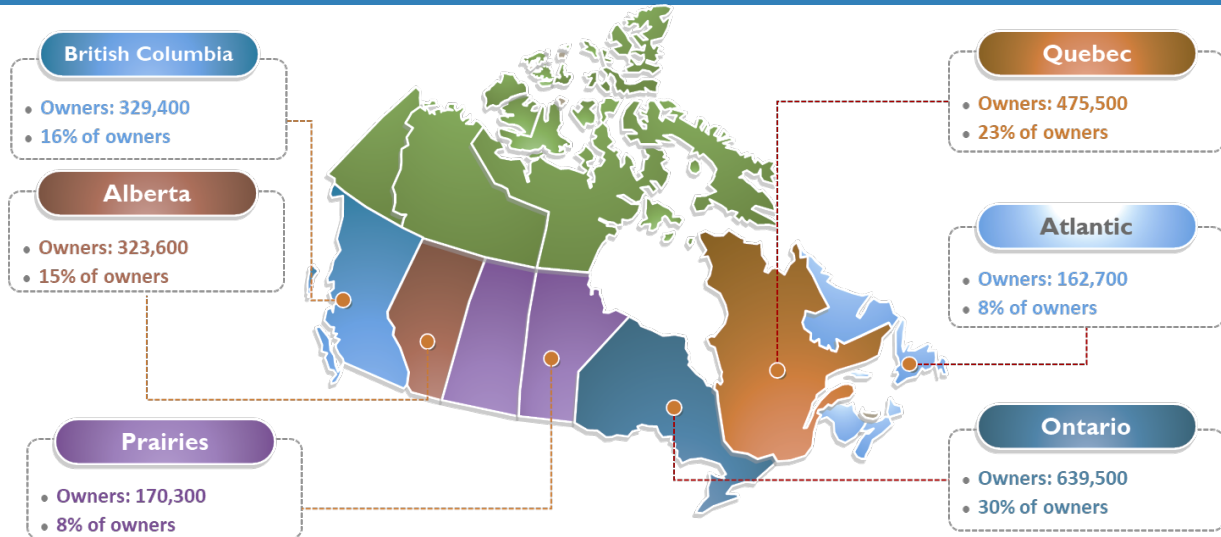 British Columbia
• Owners: 329,400
• 16% of owners
Alberta
• Owners: 323,600
• 15% of owners
Prairies
• Owners: 170,300
• 8% of owners
Quebec
• Owners: 475,500
• 23% of owners
Atlantic
• Owners: 162,700
• 8% of owners
Ontario
• Owners: 639,500
• 30% of owners